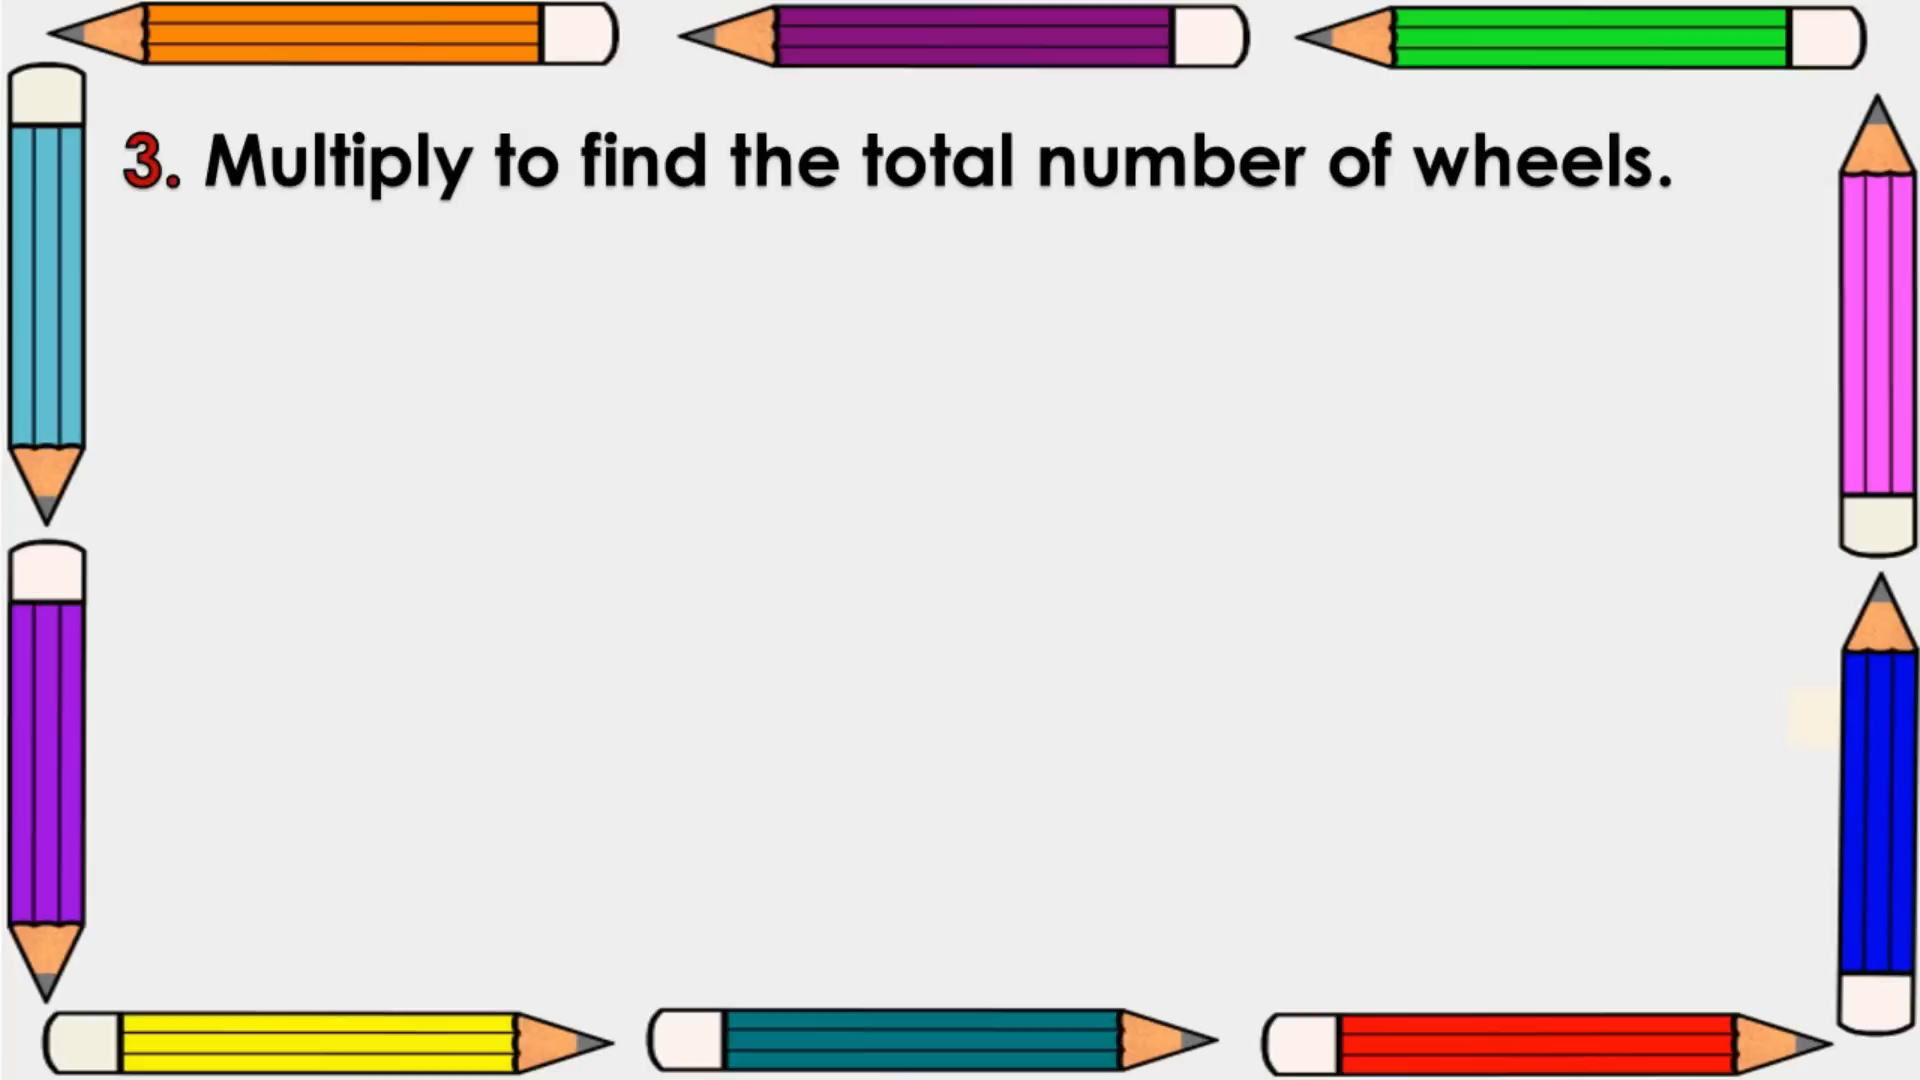 3. Multiply to find the total number of wheels.